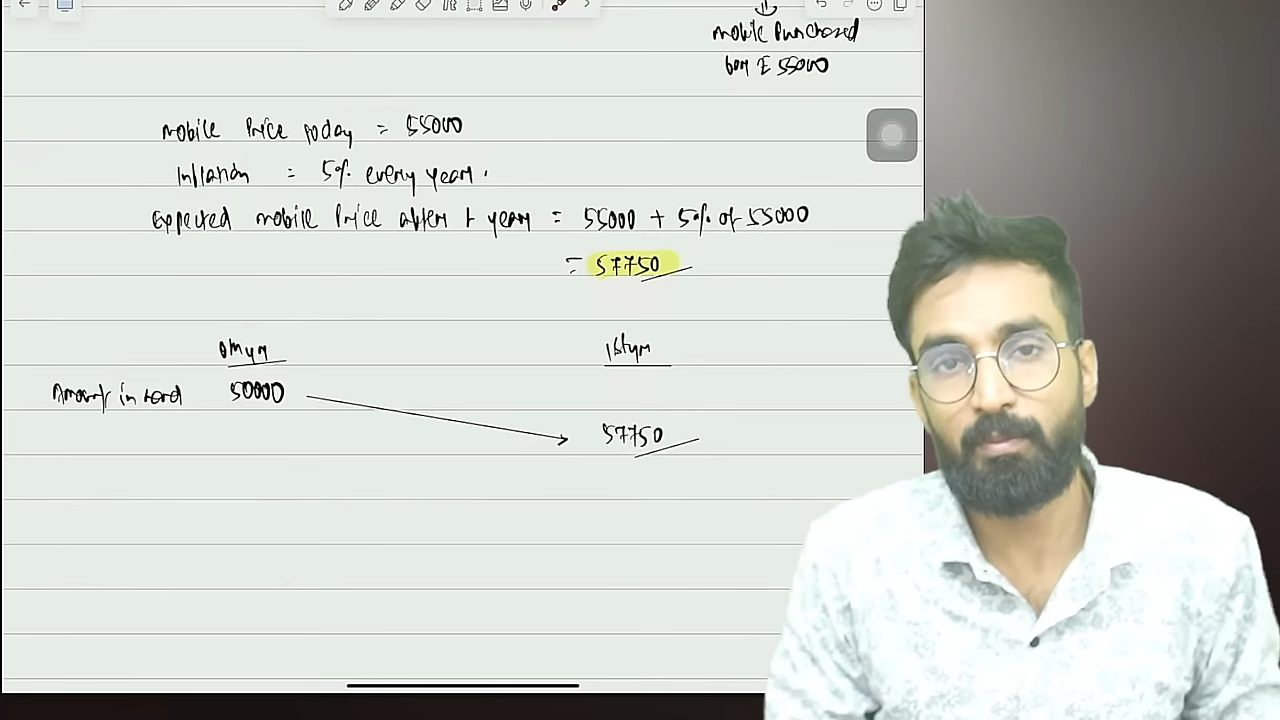 mobile Purchased
for ₹ 55000
Mobile Price today = 55000
Inflation = 5% every year.
Expected mobile Price after 1 year = 55000 + 5% of 55000
= 57750
0th yr 1st yr
Amount in hand 50000
57750